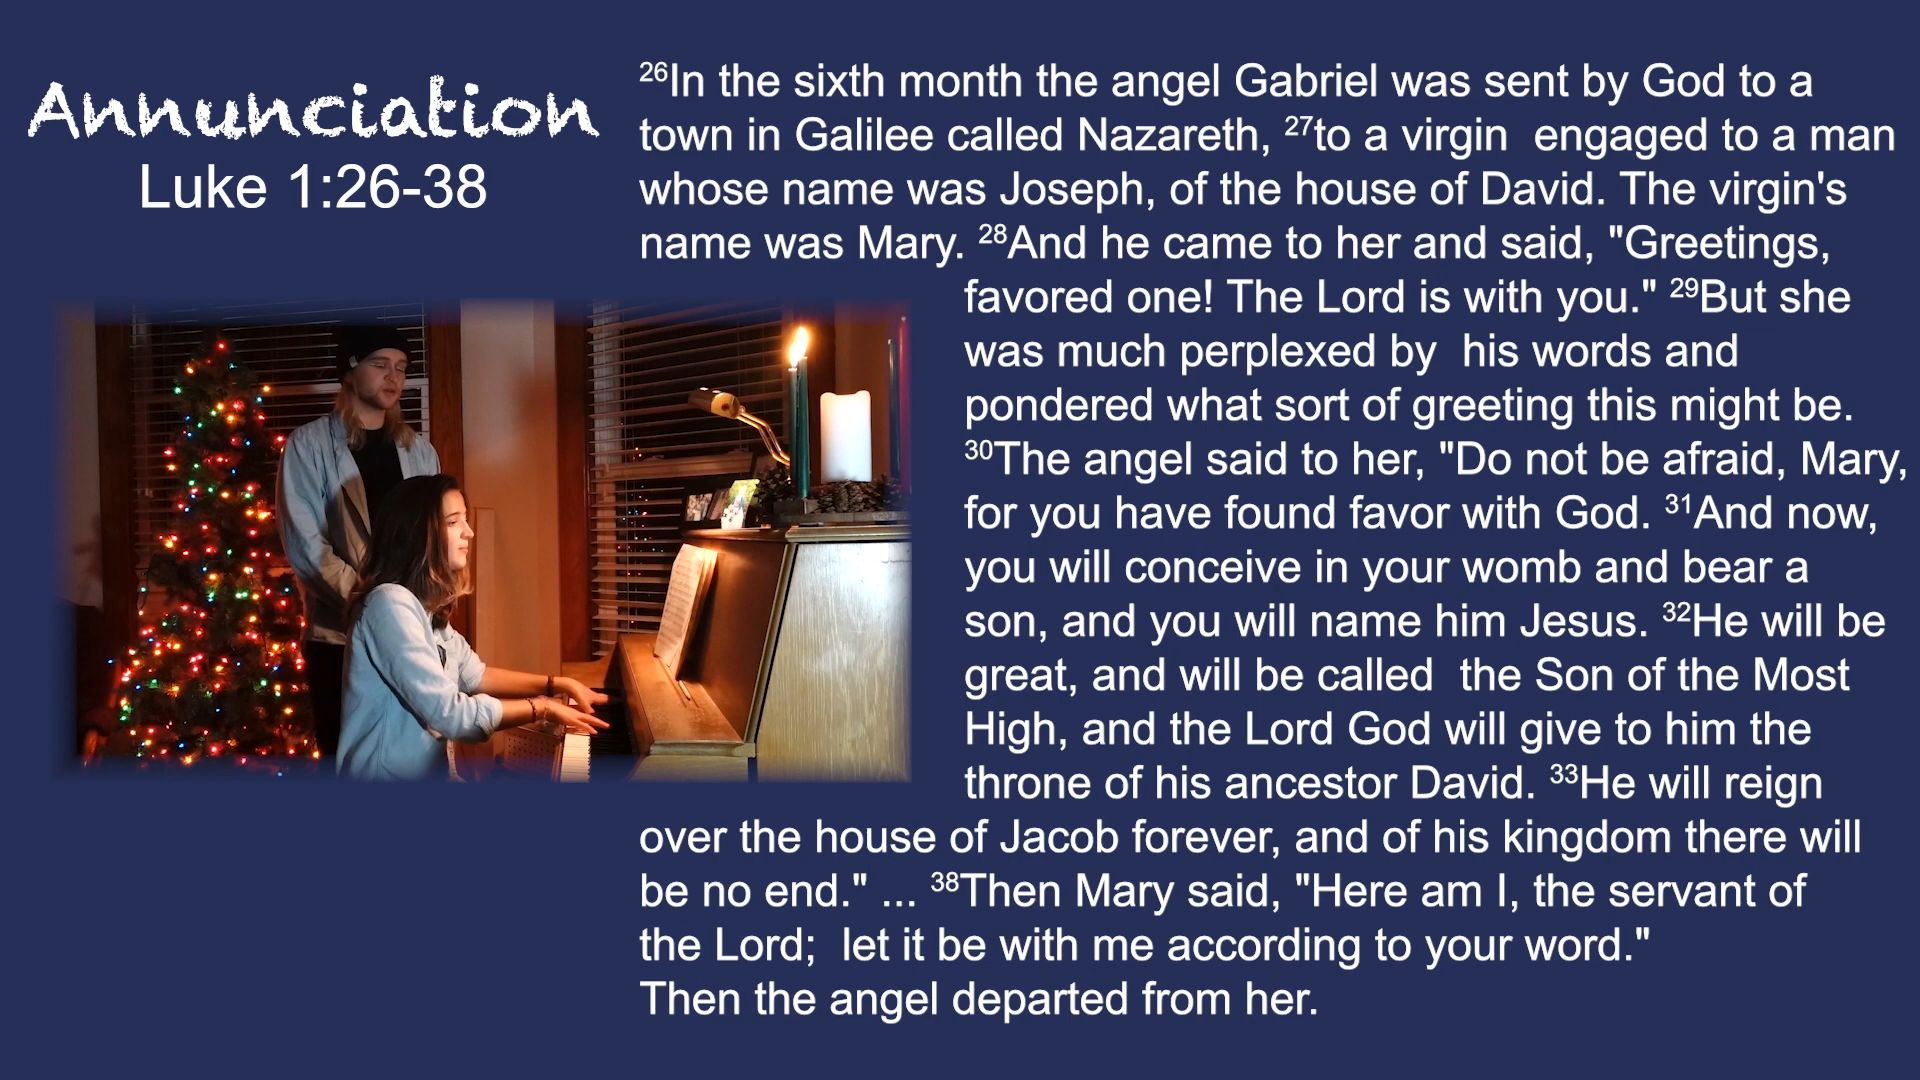 Annunciation
Luke 1:26-38
26In the sixth month the angel Gabriel was sent by God to a
town in Galilee called Nazareth, 27to a virgin  engaged to a man
whose name was Joseph, of the house of David. The virgin's
name was Mary. 28And he came to her and said, "Greetings,
favored one! The Lord is with you." 29But she
was much perplexed by  his words and
pondered what sort of greeting this might be.
30The angel said to her, "Do not be afraid, Mary,
for you have found favor with God. 31And now,
you will conceive in your womb and bear a
son, and you will name him Jesus. 32He will be
great, and will be called  the Son of the Most
High, and the Lord God will give to him the
throne of his ancestor David. 33He will reign
over the house of Jacob forever, and of his kingdom there will
be no end." ... 38Then Mary said, "Here am I, the servant of
the Lord;  let it be with me according to your word."
Then the angel departed from her.